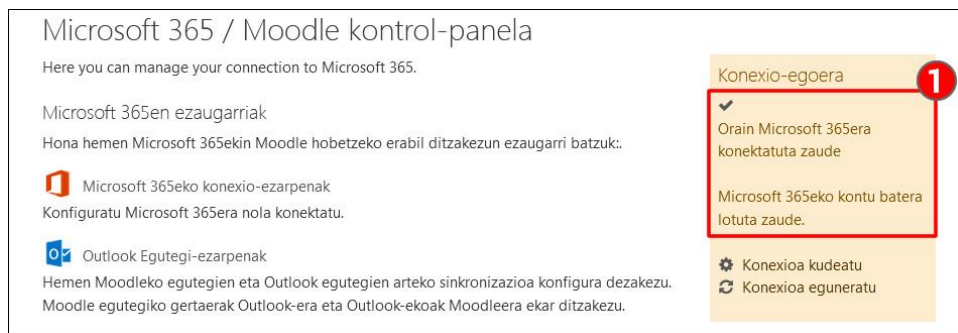 Microsoft 365 / Moodle kontrol-panela
Here you can manage your connection to Microsoft 365.
Microsoft 365en ezaugarriak
Hona hemen Microsoft 365ekin Moodle hobetzeko erabil ditzakezun ezaugarri batzuk:.
Microsoft 365eko konexio-ezarpenak
Konfiguratu Microsoft 365era nola konektatu.
Outlook Egutegi-ezarpenak
Hemen Moodleko egutegien eta Outlook egutegien arteko sinkronizazioa konfigura dezakezu.
Moodle egutegiko gertaerak Outlook-era eta Outlook-ekoak Moodleera ekar ditzakezu.
Konexio-egoera
1
Orain Microsoft 365era
konektatuta zaude
Microsoft 365eko kontu batera
lotuta zaude.
Konexioa kudeatu
Konexioa eguneratu